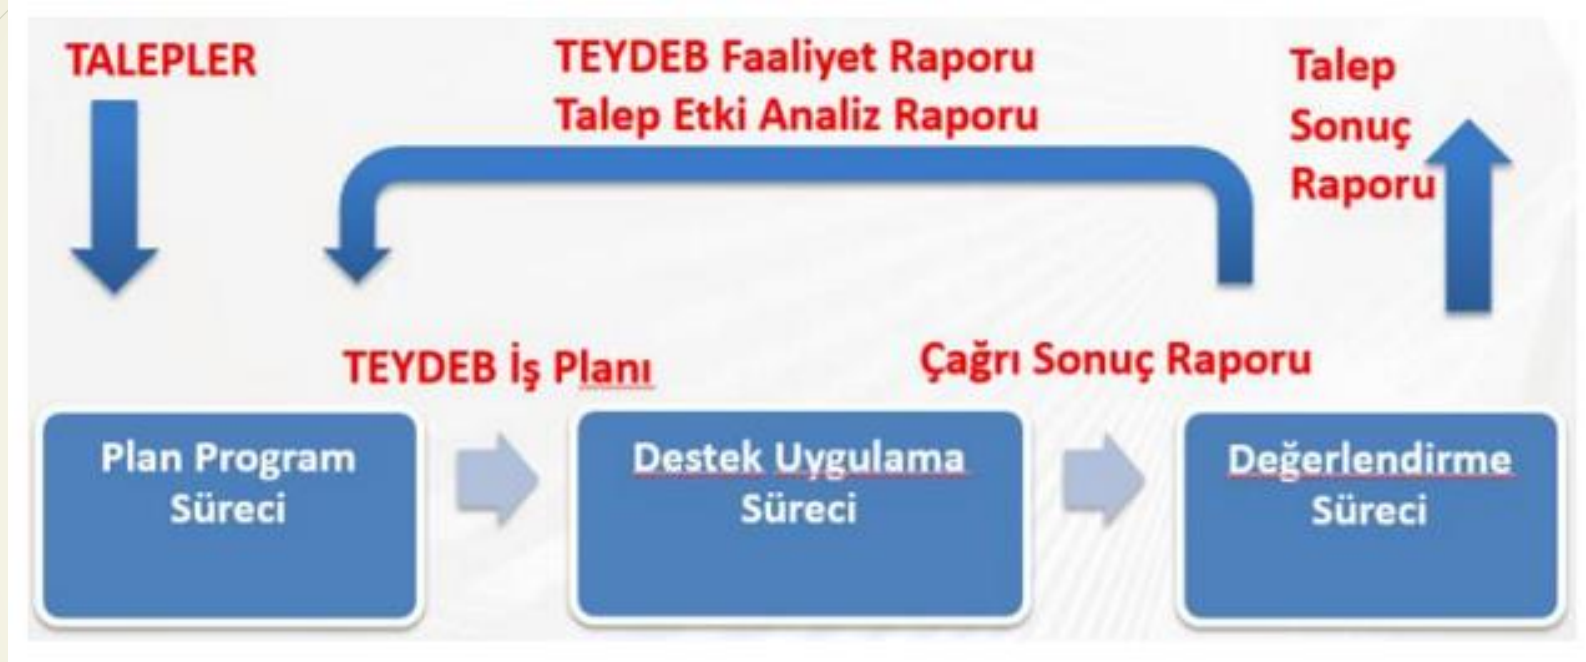 TALEPLER
TEYDEB Faaliyet Raporu
Talep Etki Analiz Raporu
Talep
Sonuç
Raporu
TEYDEB İş Planı
Çağrı Sonuç Raporu
Plan Program
Süreci
Destek Uygulama
Süreci
Değerlendirme
Süreci